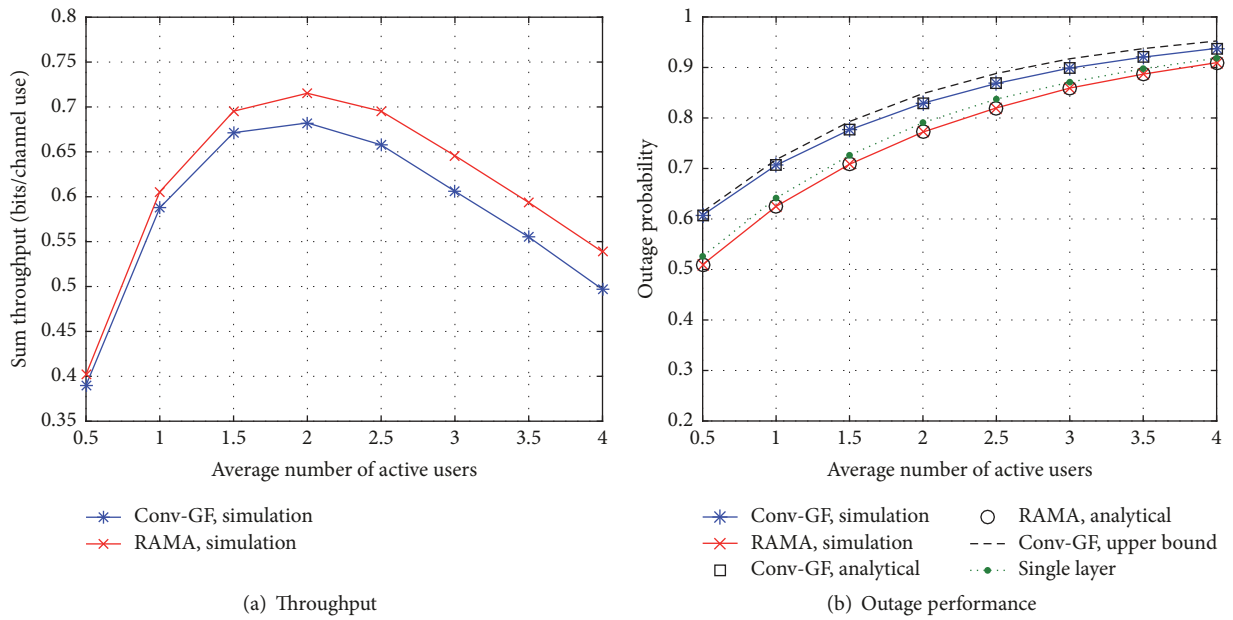 0.8
0.75
0.7
0.65
0.6
0.55
0.5
0.45
0.4
0.35
Sum throughput (bits/channel use)
0.5 1 1.5 2 2.5 3 3.5 4
Average number of active users
Conv-GF, simulation
RAMA, simulation
(a) Throughput
1
0.9
0.8
0.7
0.6
0.5
0.4
0.3
0.2
Outage probability
0.5 1 1.5 2 2.5 3 3.5 4
Average number of active users
Conv-GF, simulation
RAMA, simulation
Conv-GF, analytical
RAMA, analytical
Conv-GF, upper bound
Single layer
(b) Outage performance